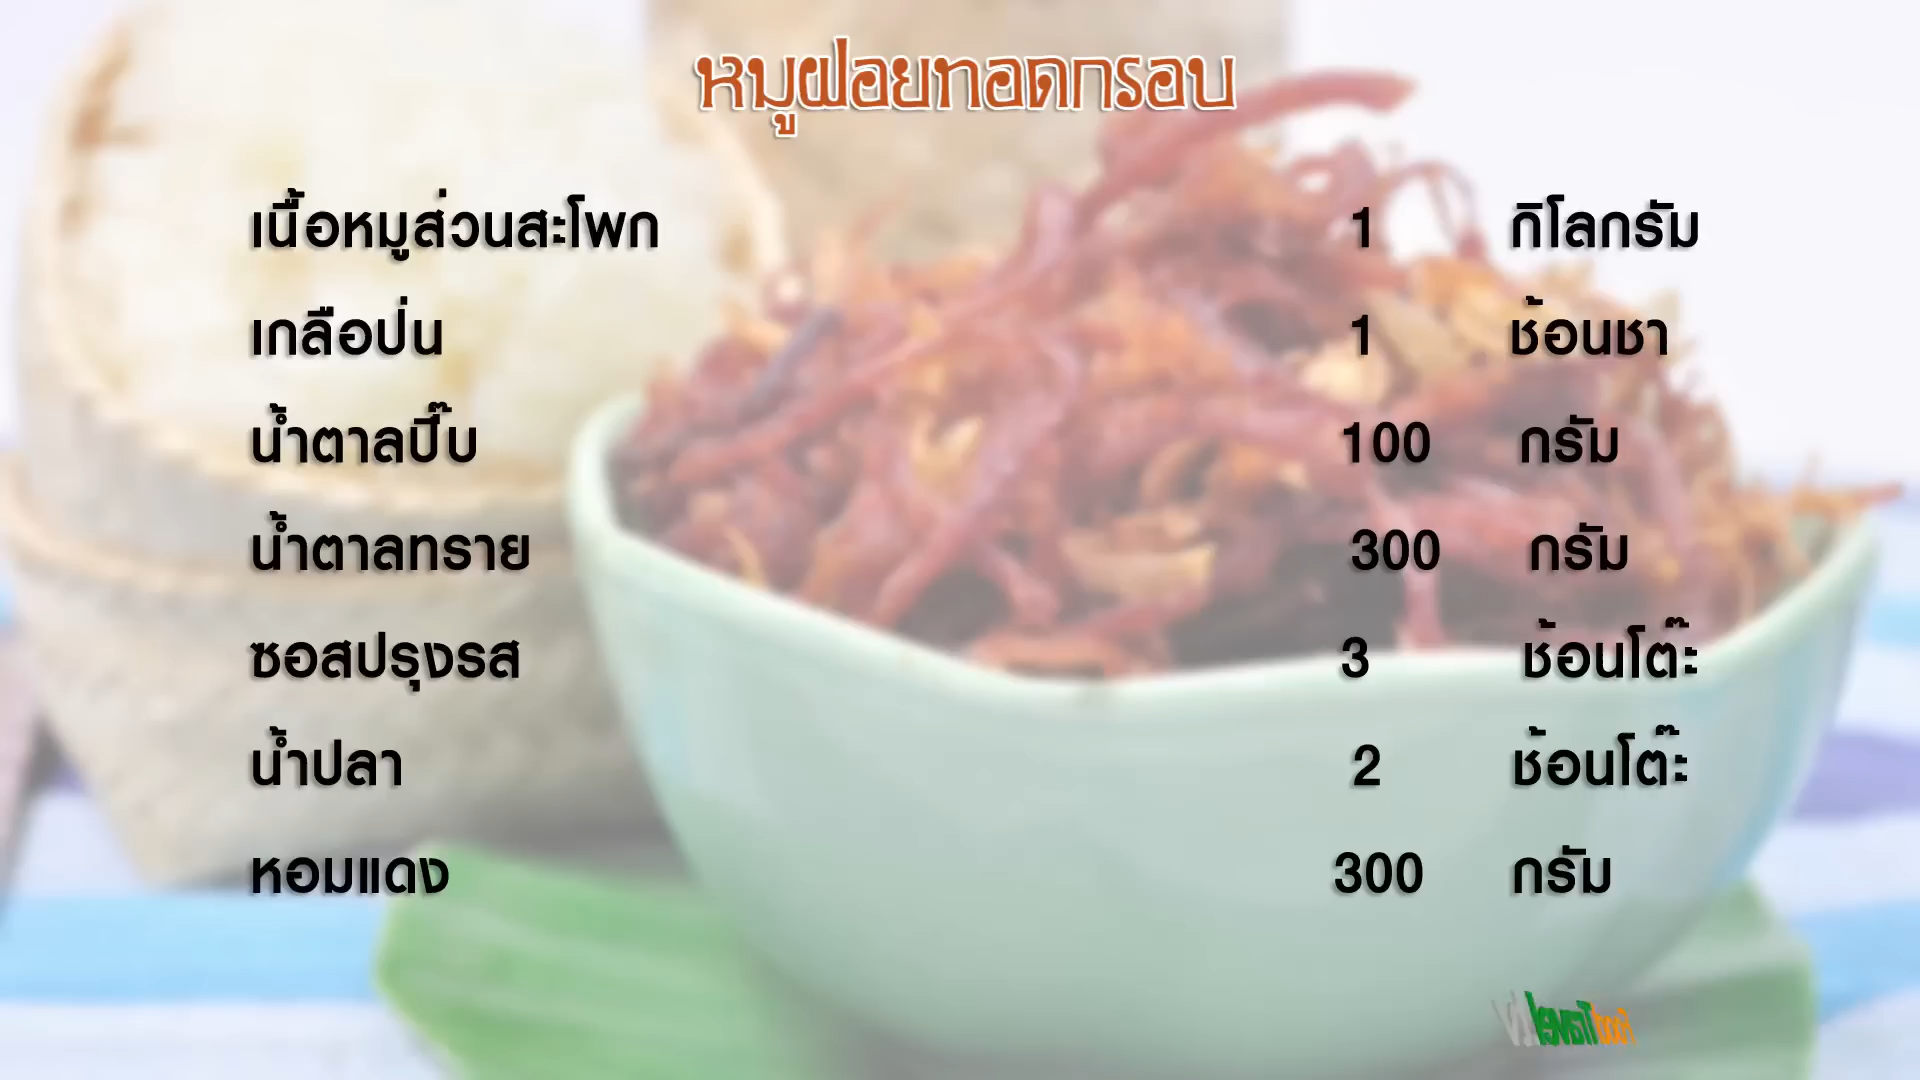 หมูฝอยทอดกรอบ
เนื้อหมูส่วนสะโพก 1 กิโลกรัม
เกลือป่น 1 ช้อนชา
น้ำตาลปี๊บ 100 กรัม
น้ำตาลทราย 300 กรัม
ซอสปรุงรส 3 ช้อนโต๊ะ
น้ำปลา 2 ช้อนโต๊ะ
หอมแดง 300 กรัม
FoodTravel.tv